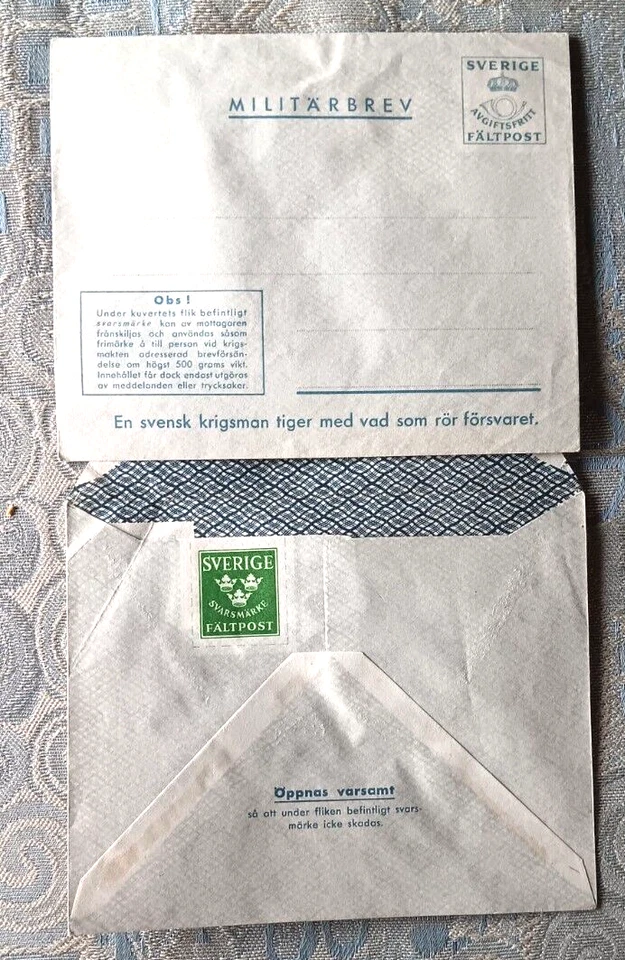 SVERIGE
AVGIFTSFRITT
FÄLTPOST
MILITÄRBREV
Obs!
Under kuvertets flik befintligt
svarsmärke kan av mottagaren
frånskiljas och användas såsom
frimärke å till person vid krigs-
makten adresserad brevförsän-
delse om högst 500 grams vikt.
Innehållet får dock endast utgöras
av meddelanden eller trycksaker.
En svensk krigsman tiger med vad som rör försvaret.
SVERIGE
SVARSMÄRKE
FÄLTPOST
Öppnas varsamt
så att under fliken befintligt svars-
märke icke skadas.